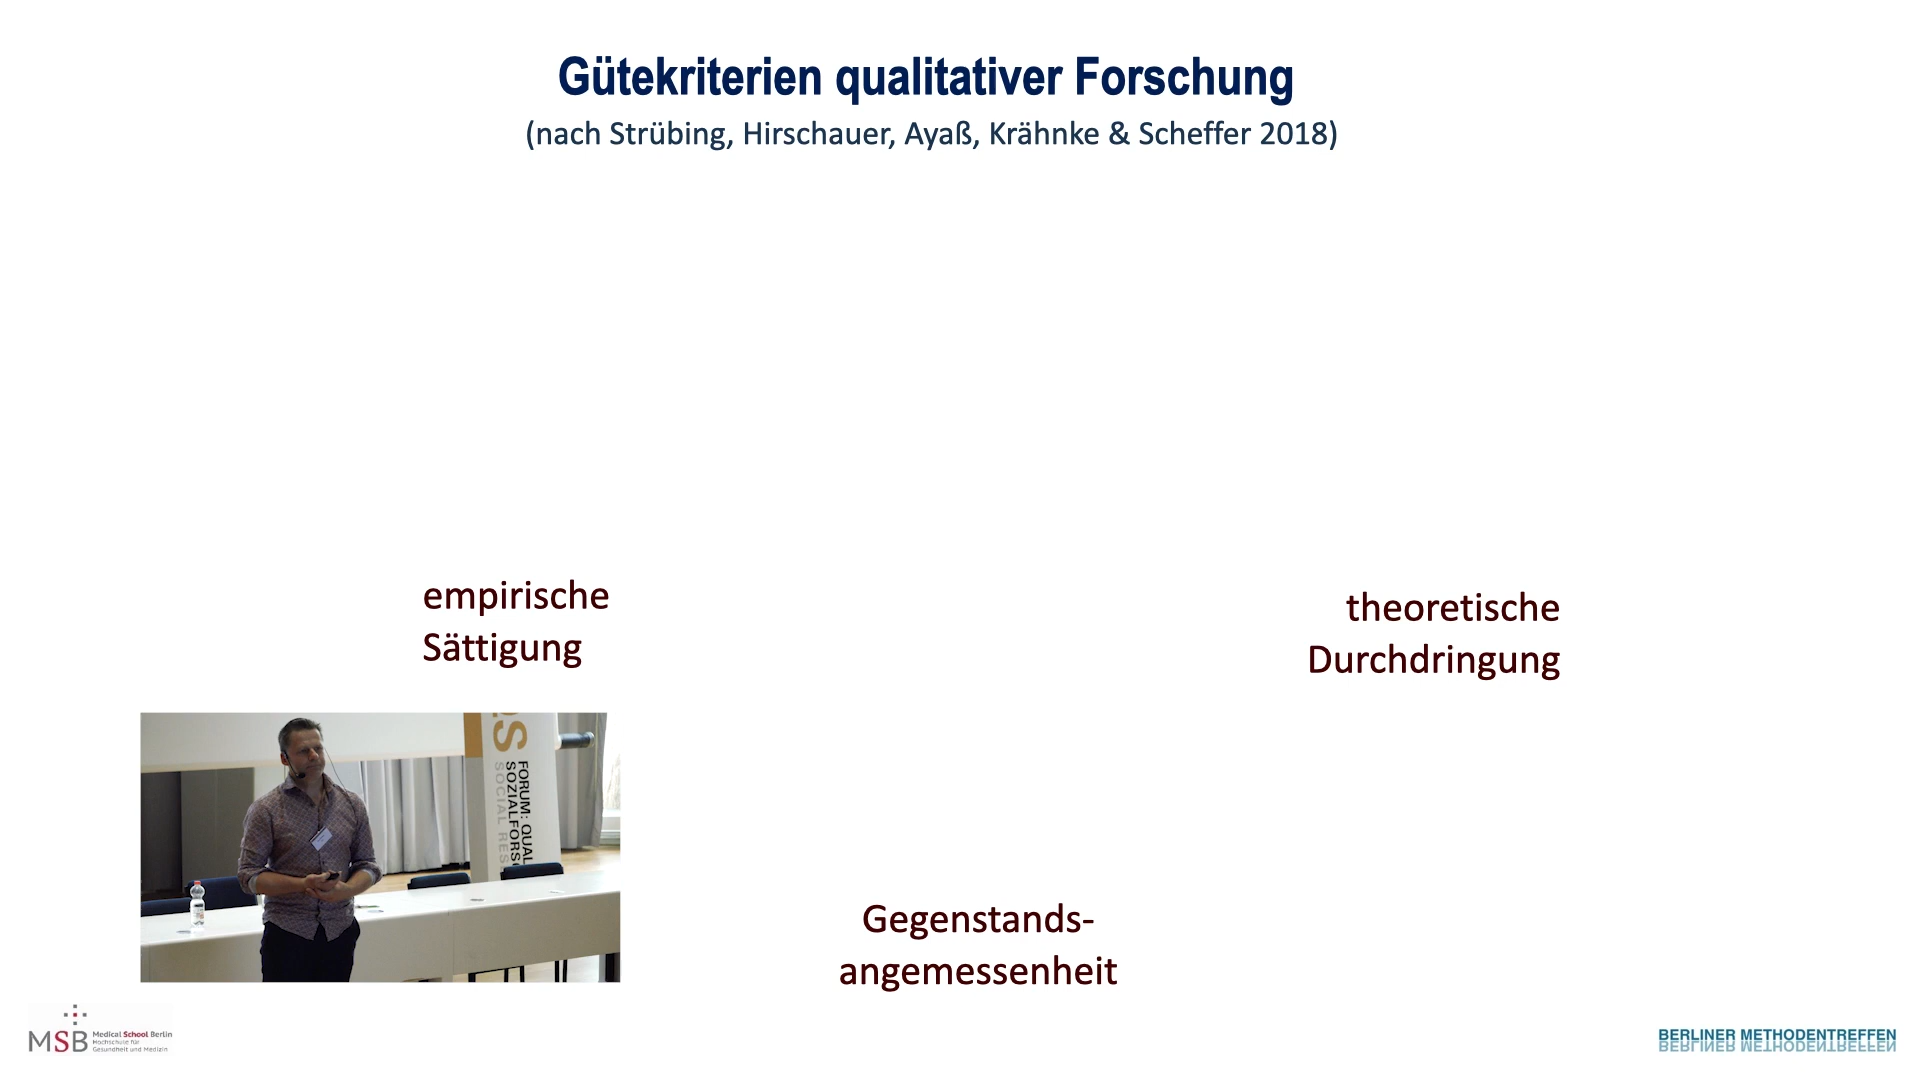 Gütekriterien qualitativer Forschung
(nach Strübing, Hirschauer, Ayaß, Krähnke & Scheffer 2018)
empirische
Sättigung
theoretische
Durchdringung
FORUM: QUAL
SOZIALFORS
SOCIAL RES
Gegenstands-
angemessenheit
MSB
Medical School Berlin
Hochschule für
Gesundheit und Medizin
BERLINER METHODENTREFFEN